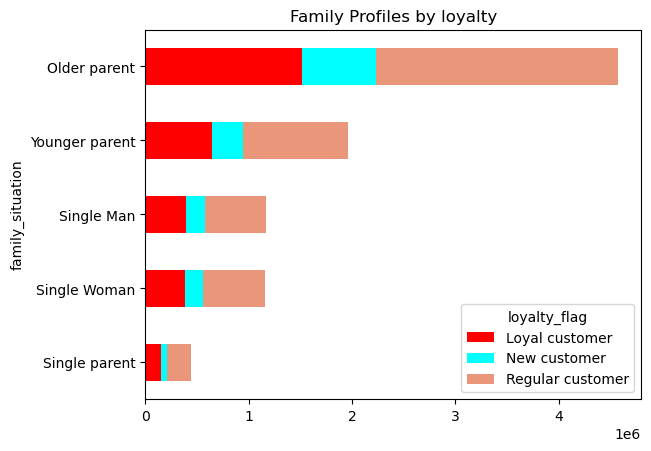 Family Profiles by loyalty
family_situation
Older parent
Younger parent
Single Man
Single Woman
Single parent
loyalty_flag
Loyal customer
New customer
Regular customer
0 1 2 3 4
1e6